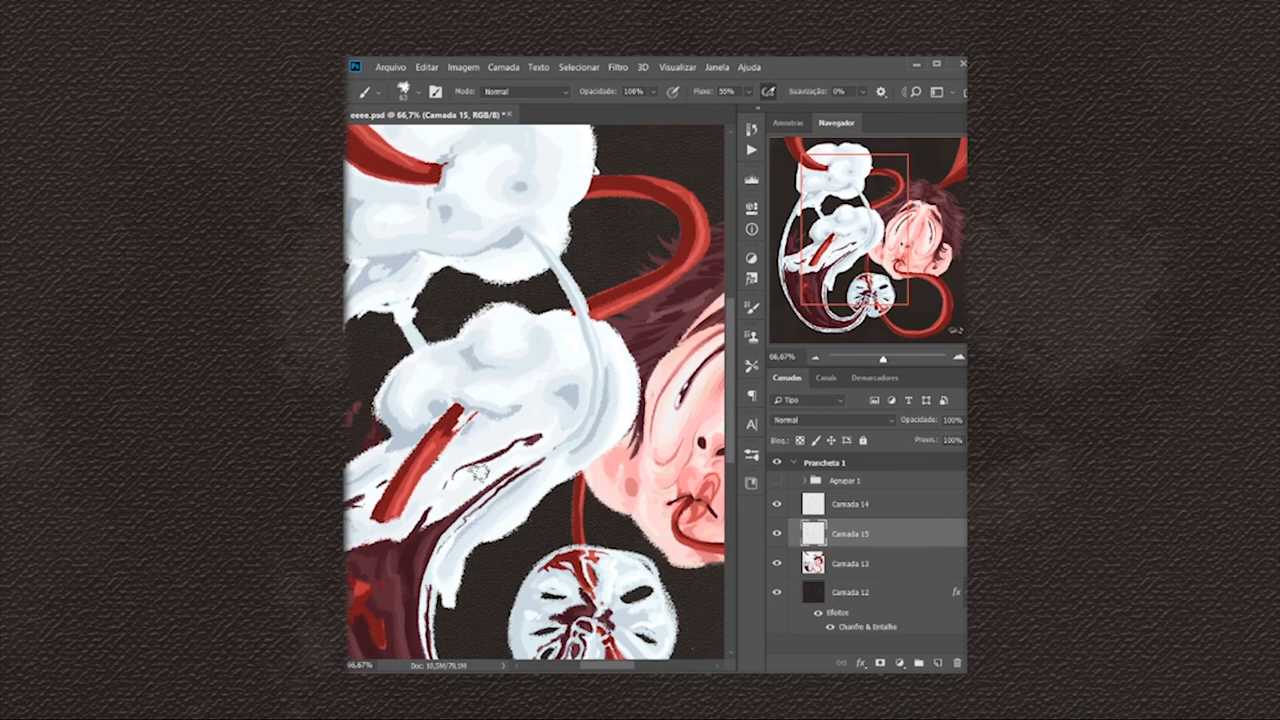 Ps Arquivo Editar Imagem Camada Texto Selecionar Filtro 3D Visualizar Janela Ajuda
63 Modo: Normal Opacidade: 100% Fluxo: 55% Suavização: 0%
eeee.psd @ 66,7% (Camada 15, RGB/8) *
Amostras Navegador
66,67%
Camadas Canais Demarcadores
Tipo
Normal Opacidade: 100%
Bloq.: Preen.: 100%
Prancheta 1
Agrupar 1
Camada 14
Camada 15
Camada 13
Camada 12 fx
Efeitos
Chanfro & Entalhe
66,67% Doc: 10,5M/79,1M